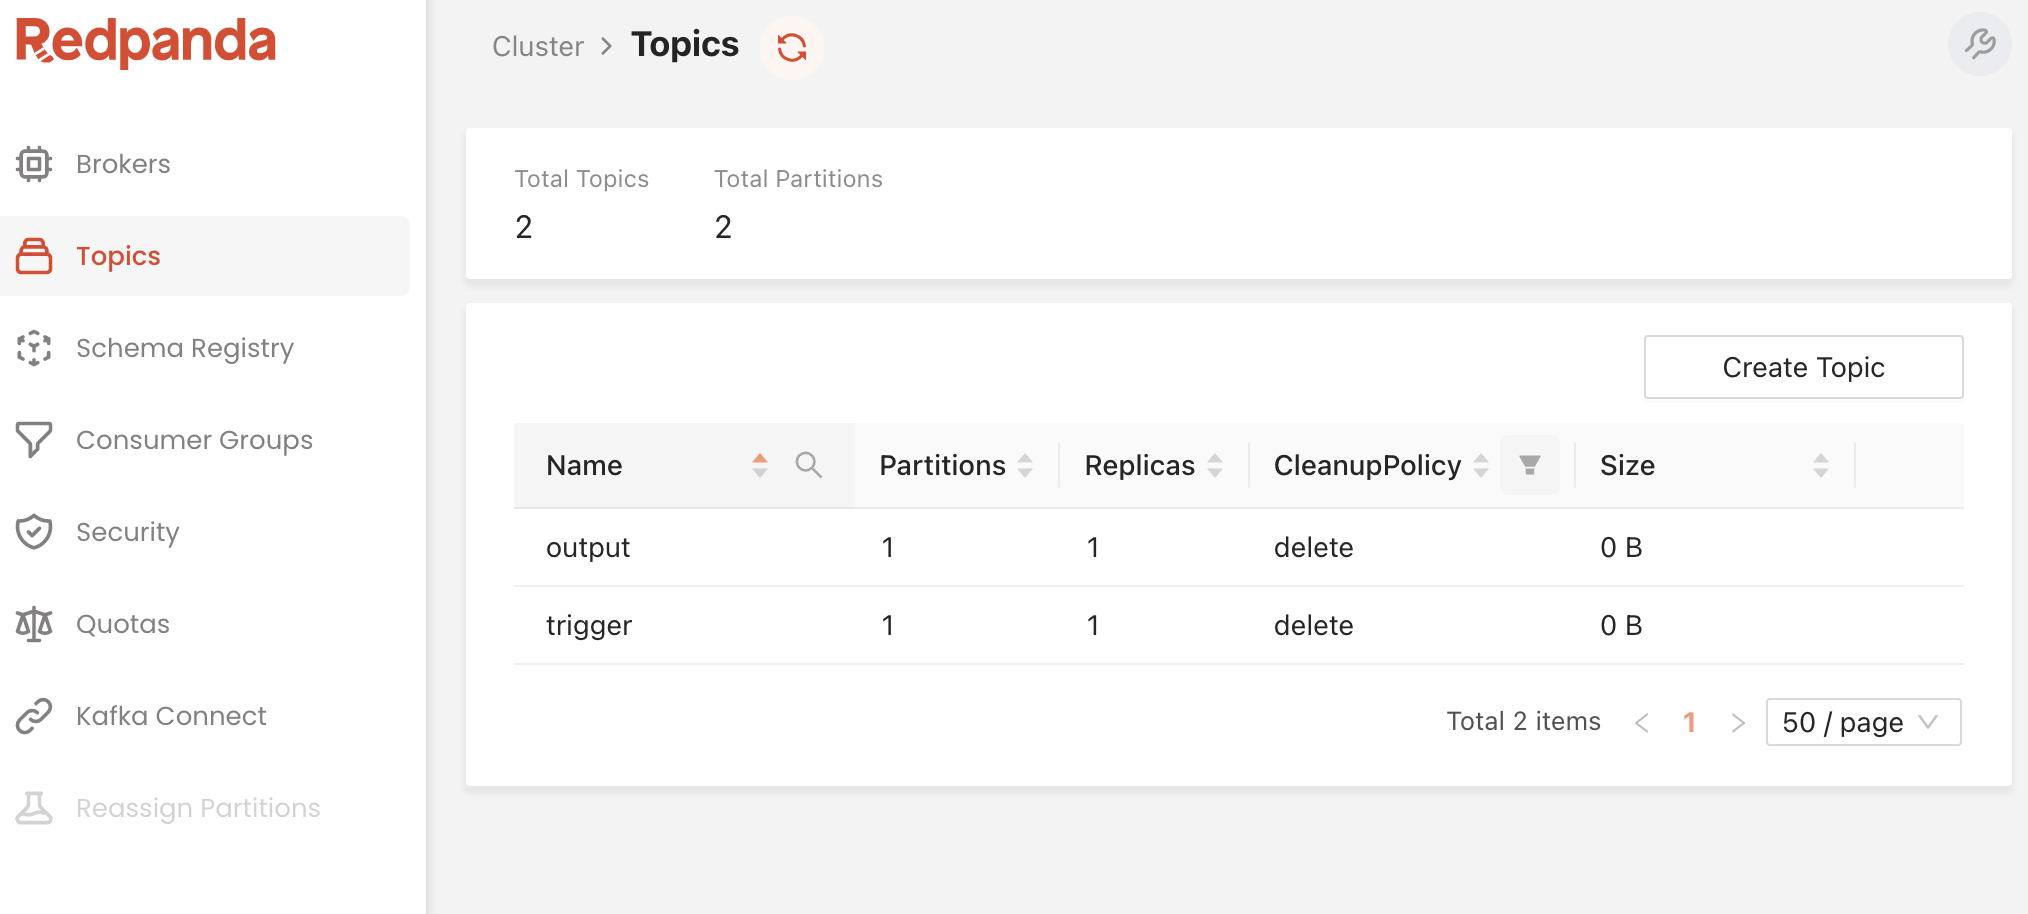 Redpanda
Brokers
Topics
Schema Registry
Consumer Groups
Security
Quotas
Kafka Connect
Reassign Partitions
Cluster > Topics
Total Topics Total Partitions
2 2
Create Topic
Name Partitions Replicas CleanupPolicy Size
output 1 1 delete 0 B
trigger 1 1 delete 0 B
Total 2 items < 1 > 50 / page